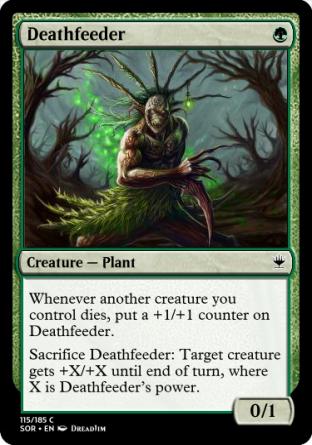 Deathfeeder
Creature — Plant
Whenever another creature you
control dies, put a +1/+1 counter on
Deathfeeder.
Sacrifice Deathfeeder: Target creature
gets +X/+X until end of turn, where
X is Deathfeeder's power.
0/1
115/185 C
SOR • EN DreadJim